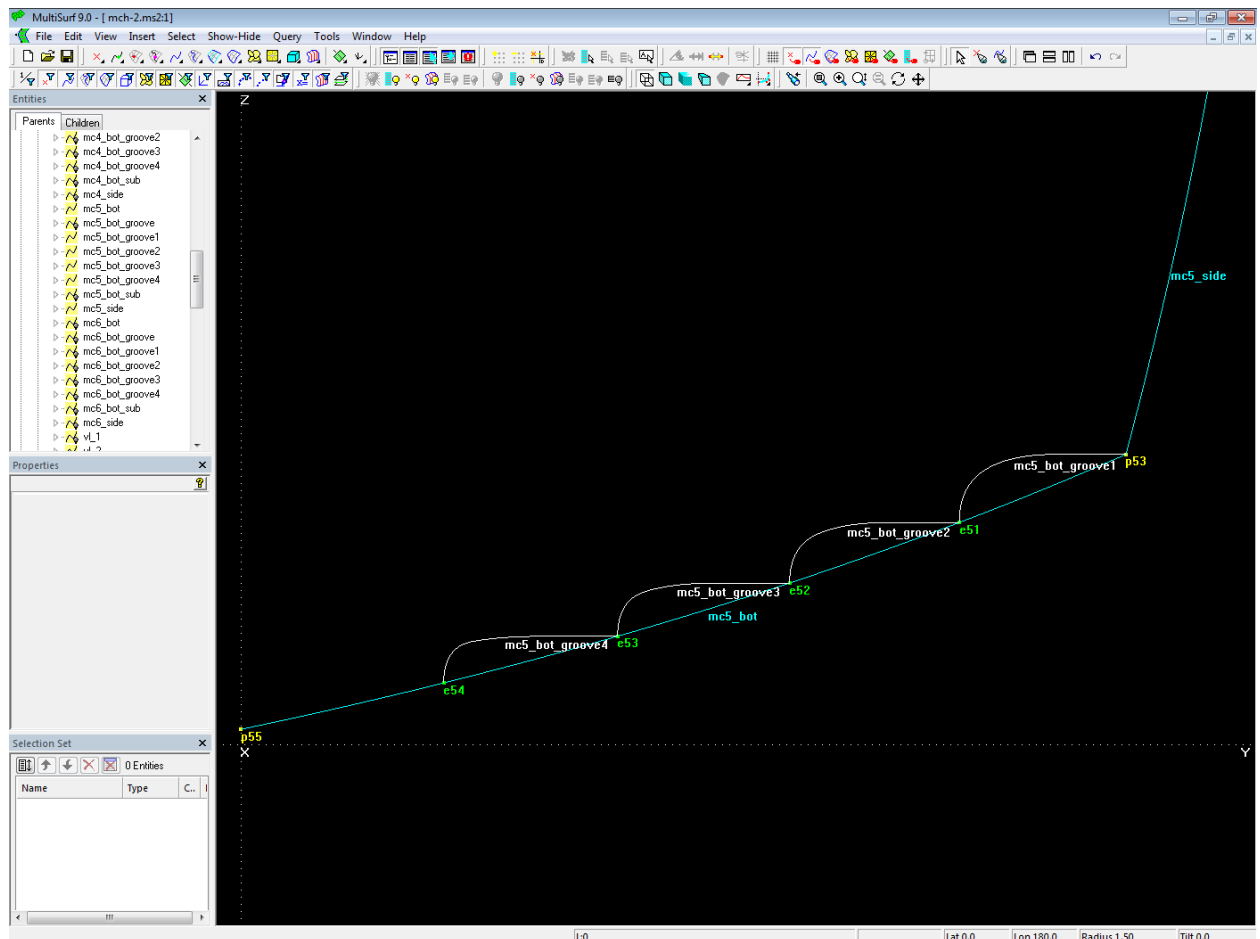 MultiSurf 9.0 - [ mch-2.ms2:1]
File Edit View Insert Select Show-Hide Query Tools Window Help
Entities
Parents Children
mc4_bot_groove2
mc4_bot_groove3
mc4_bot_groove4
mc4_bot_sub
mc4_side
mc5_bot
mc5_bot_groove
mc5_bot_groove1
mc5_bot_groove2
mc5_bot_groove3
mc5_bot_groove4
mc5_bot_sub
mc5_side
mc6_bot
mc6_bot_groove
mc6_bot_groove1
mc6_bot_groove2
mc6_bot_groove3
mc6_bot_groove4
mc6_bot_sub
mc6_side
vl_1
Properties
Selection Set
0 Entities
Name Type C..
Z
mc5_side
mc5_bot_groove1 p53
mc5_bot_groove2 e51
mc5_bot_groove3 e52
mc5_bot
mc5_bot_groove4 e53
e54
p55
X Y
L:0 Lat 0.0 Lon 180.0 Radius 1.50 Tilt 0.0